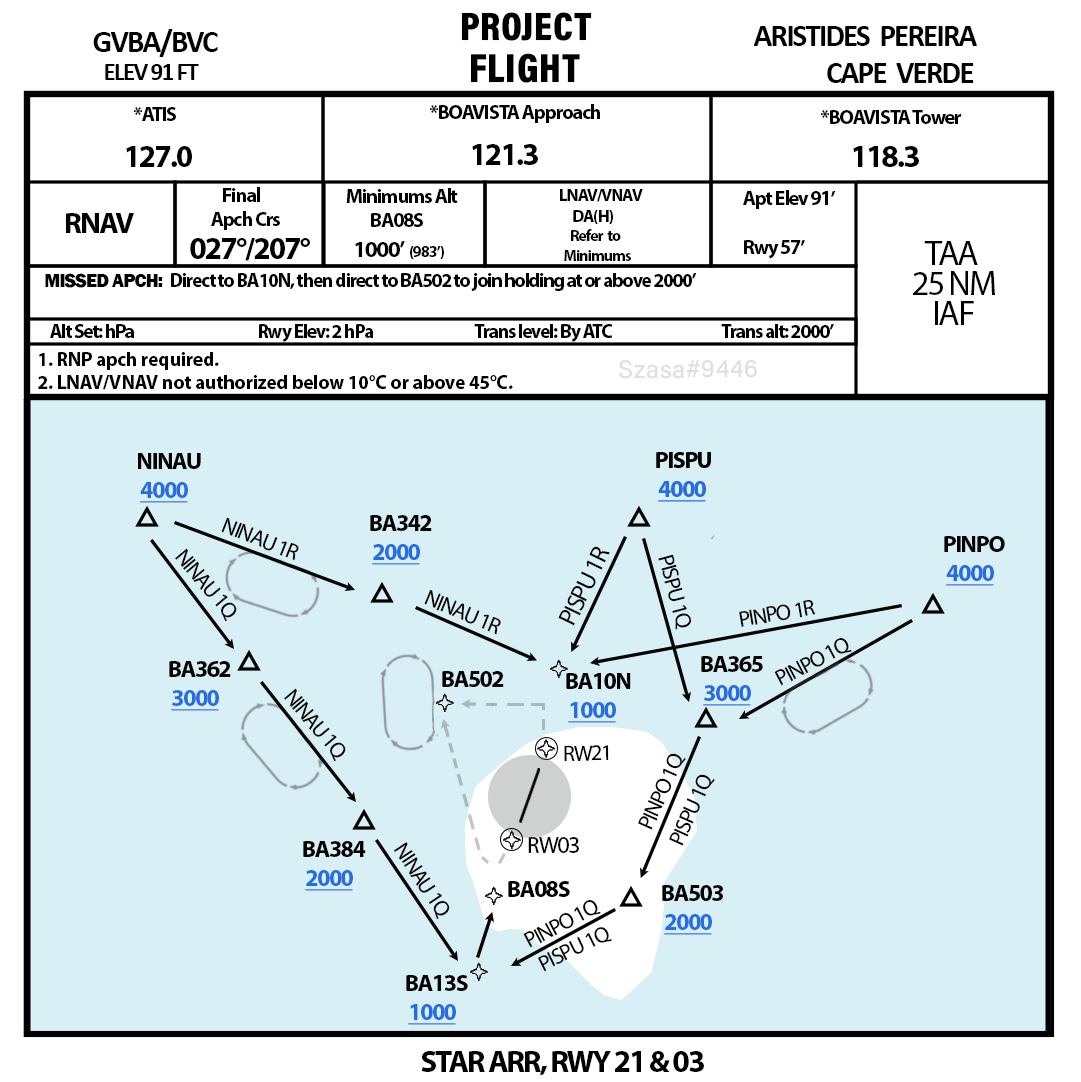 PROJECT
FLIGHT
GVBA/BVC
ELEV 91 FT
ARISTIDES PEREIRA
CAPE VERDE
*ATIS
127.0
*BOAVISTA Approach
121.3
*BOAVISTA Tower
118.3
RNAV
Final
Apch Crs
027°/207°
Minimums Alt
BA08S
1000' (983')
LNAV/VNAV
DA(H)
Refer to
Minimums
Apt Elev 91'
Rwy 57'
TAA
25 NM
IAF
MISSED APCH: Direct to BA10N, then direct to BA502 to join holding at or above 2000'
Alt Set: hPa
Rwy Elev: 2 hPa
Trans level: By ATC
Trans alt: 2000'
1. RNP apch required.
2. LNAV/VNAV not authorized below 10°C or above 45°C.
Szasa#9446
NINAU
4000
PISPU
4000
BA342
2000
PINPO
4000
NINAU 1R
NINAU 1Q
NINAU 1R
PISPU 1R
PISPU 1Q
PINPO 1R
PINPO 1Q
BA362
3000
BA502
BA10N
1000
BA365
3000
NINAU 1Q
RW21
PINPO 1Q
PISPU 1Q
RW03
BA384
2000
NINAU 1Q
BA08S
BA503
2000
PINPO 1Q
PISPU 1Q
BA13S
1000
STAR ARR, RWY 21 & 03